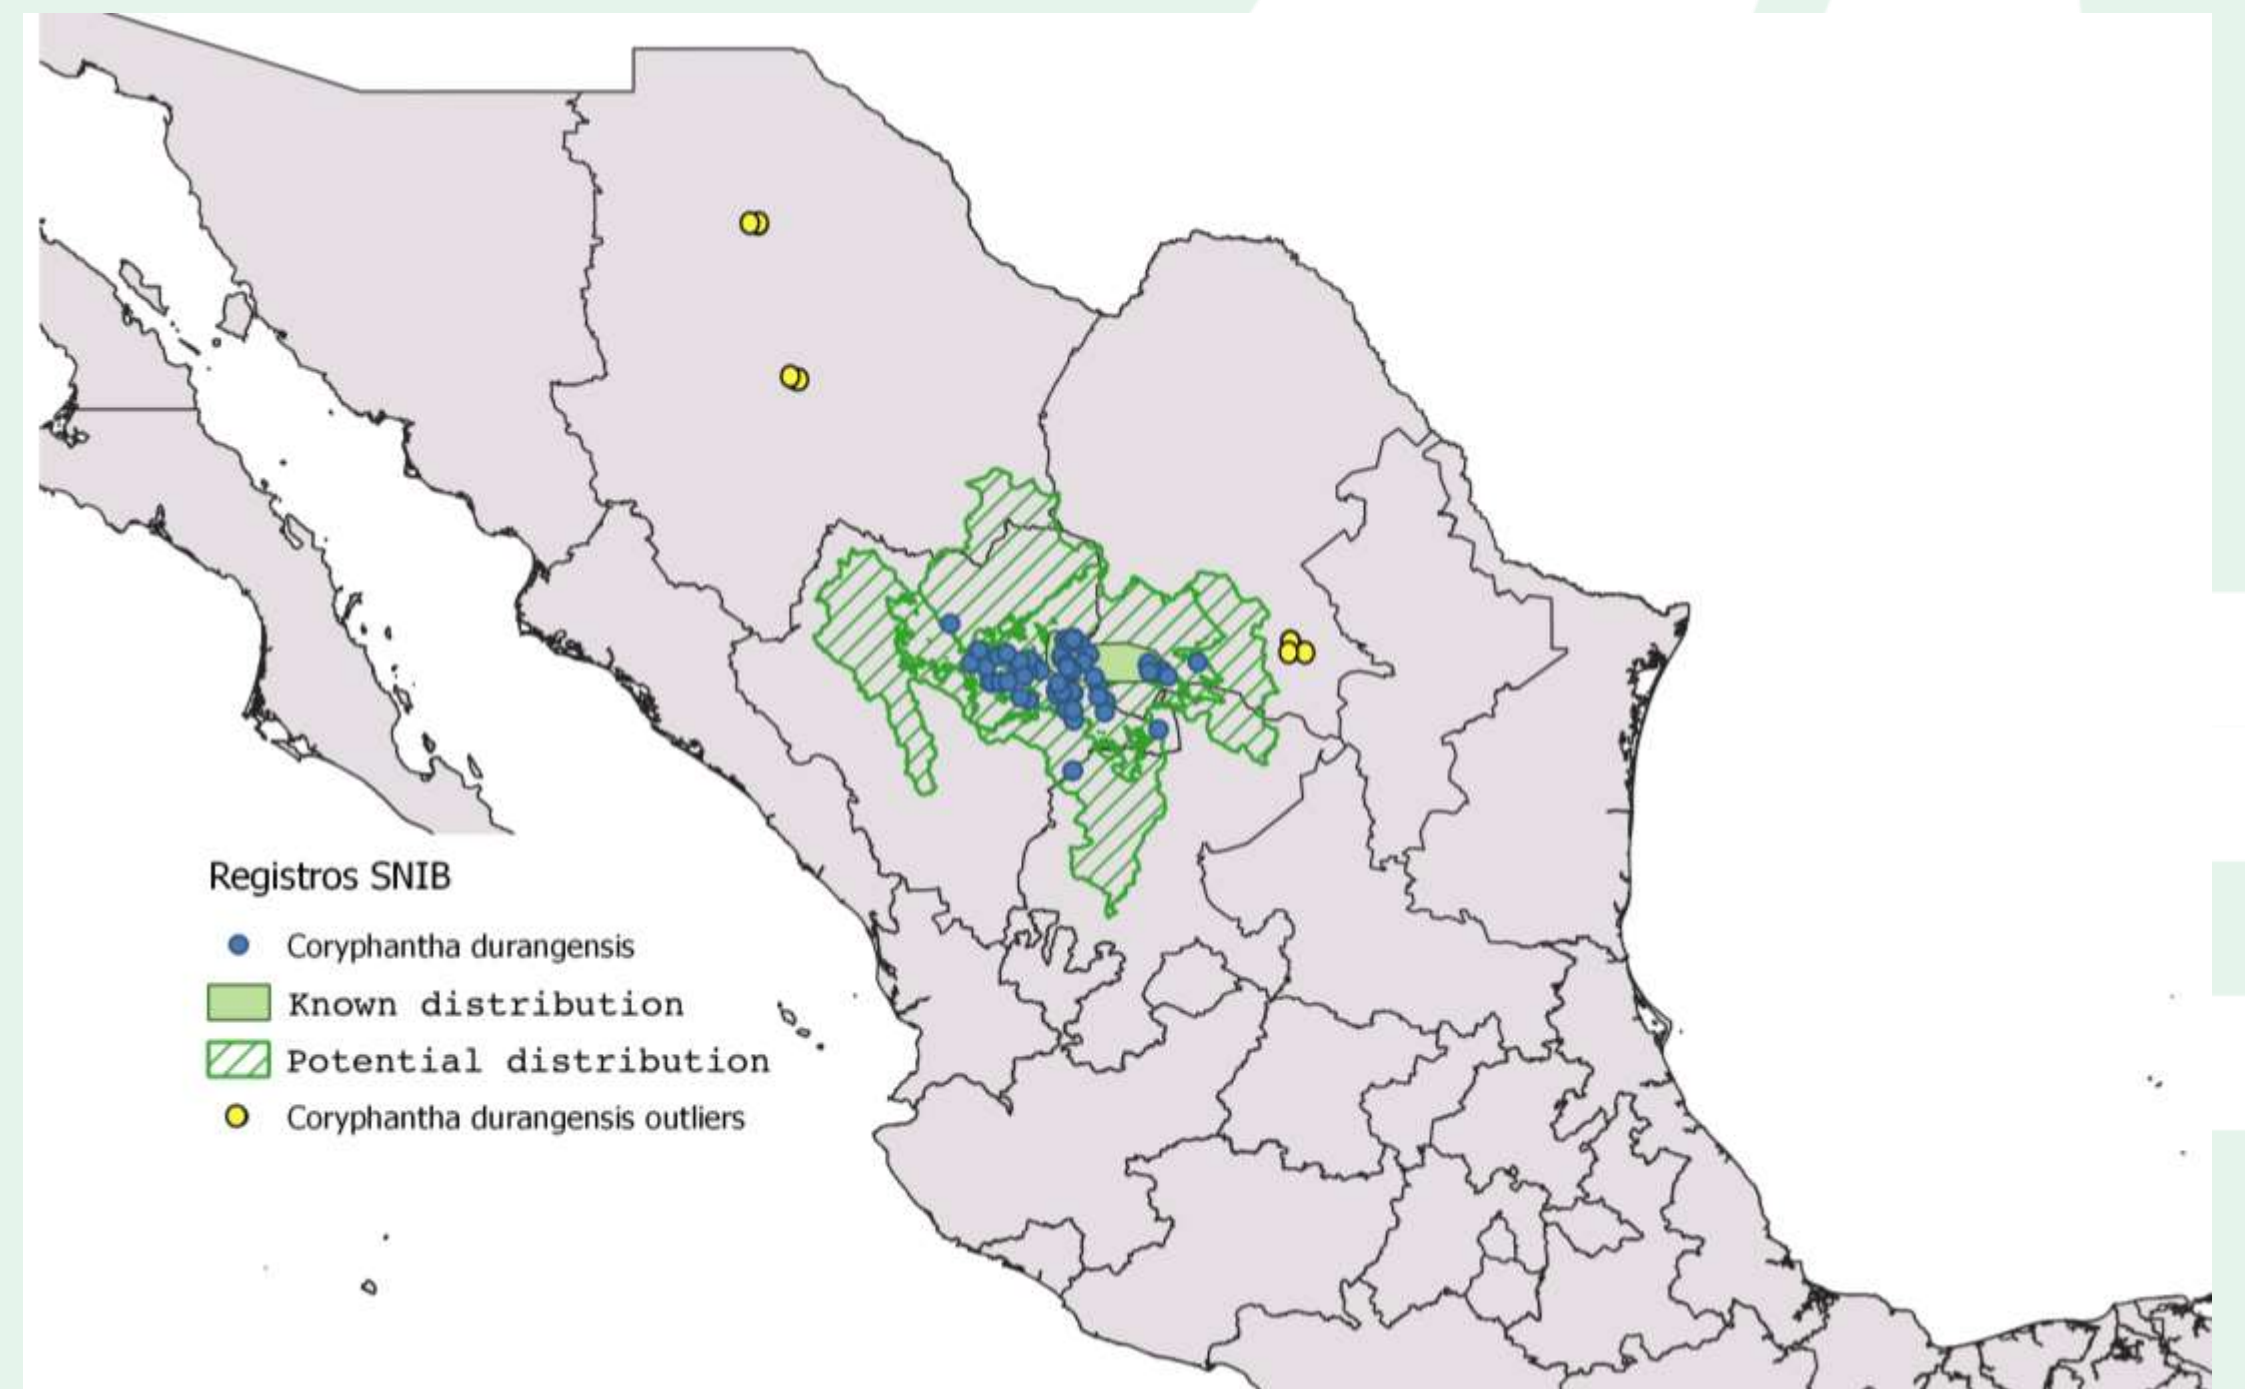 Registros SNIB
Coryphantha durangensis
Known distribution
Potential distribution
Coryphantha durangensis outliers